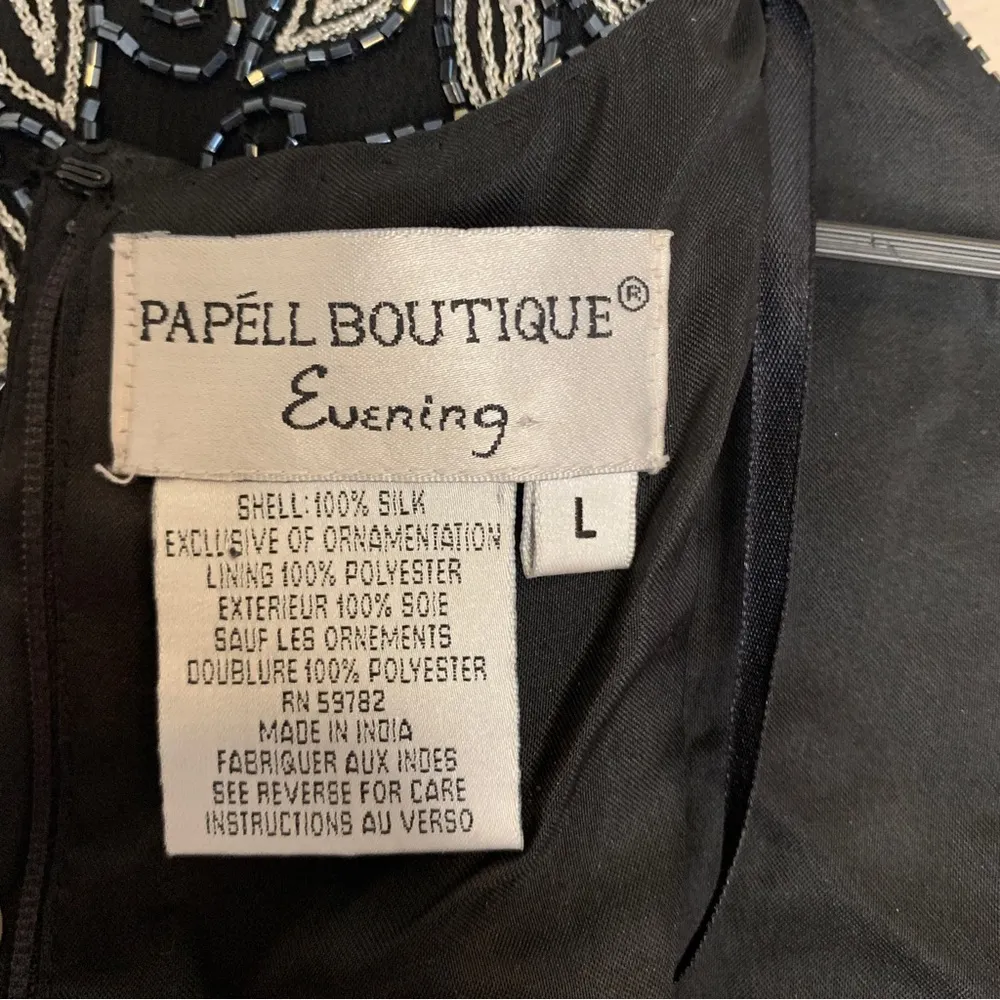 PAPÉLL BOUTIQUE®
Evening
L
SHELL:100% SILK
EXCLUSIVE OF ORNAMENTATION
LINING 100% POLYESTER
EXTERIEUR 100% SOIE
SAUF LES ORNEMENTS
DOUBLURE 100% POLYESTER
RN 59782
MADE IN INDIA
FABRIQUER AUX INDES
SEE REVERSE FOR CARE
INSTRUCTIONS AU VERSO